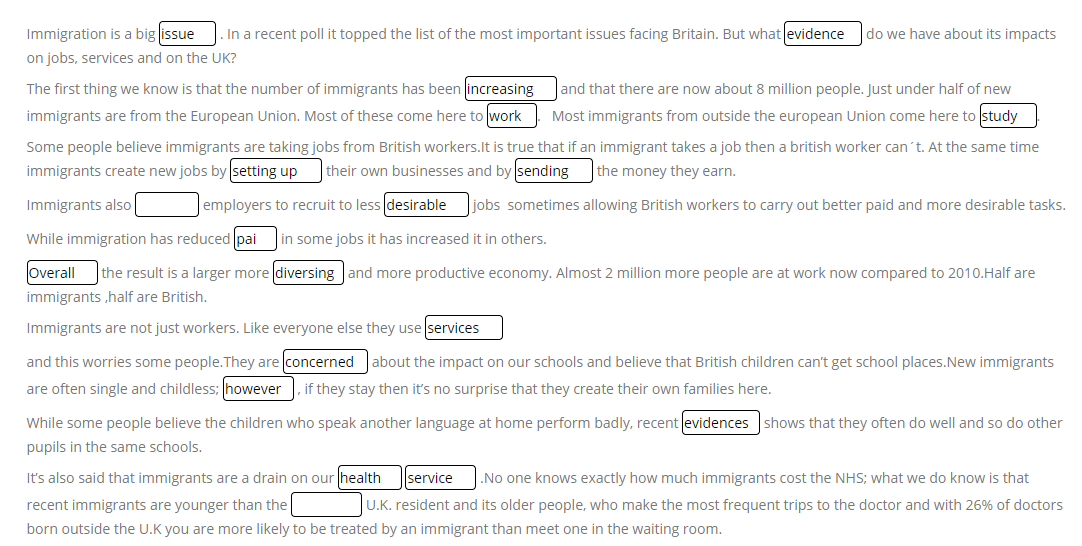 Immigration is a big issue . In a recent poll it topped the list of the most important issues facing Britain. But what evidence do we have about its impacts
on jobs, services and on the UK?
The first thing we know is that the number of immigrants has been increasing and that there are now about 8 million people. Just under half of new
immigrants are from the European Union. Most of these come here to work . Most immigrants from outside the european Union come here to study .
Some people believe immigrants are taking jobs from British workers.It is true that if an immigrant takes a job then a british worker can´t. At the same time
immigrants create new jobs by setting up their own businesses and by sending the money they earn.
Immigrants also employers to recruit to less desirable jobs sometimes allowing British workers to carry out better paid and more desirable tasks.
While immigration has reduced pai in some jobs it has increased it in others.
Overall the result is a larger more diversing and more productive economy. Almost 2 million more people are at work now compared to 2010.Half are
immigrants ,half are British.
Immigrants are not just workers. Like everyone else they use services
and this worries some people.They are concerned about the impact on our schools and believe that British children can't get school places.New immigrants
are often single and childless; however , if they stay then it's no surprise that they create their own families here.
While some people believe the children who speak another language at home perform badly, recent evidences shows that they often do well and so do other
pupils in the same schools.
It's also said that immigrants are a drain on our health service .No one knows exactly how much immigrants cost the NHS; what we do know is that
recent immigrants are younger than the U.K. resident and its older people, who make the most frequent trips to the doctor and with 26% of doctors
born outside the U.K you are more likely to be treated by an immigrant than meet one in the waiting room.